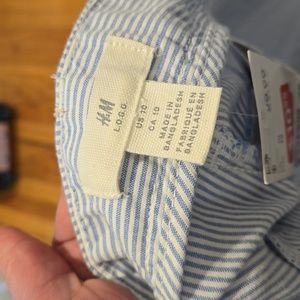 H&M
L.O.G.G.
US 10
CA 10
MADE IN
BANGLADESH
FABRIQUÉ EN
BANGLADESH